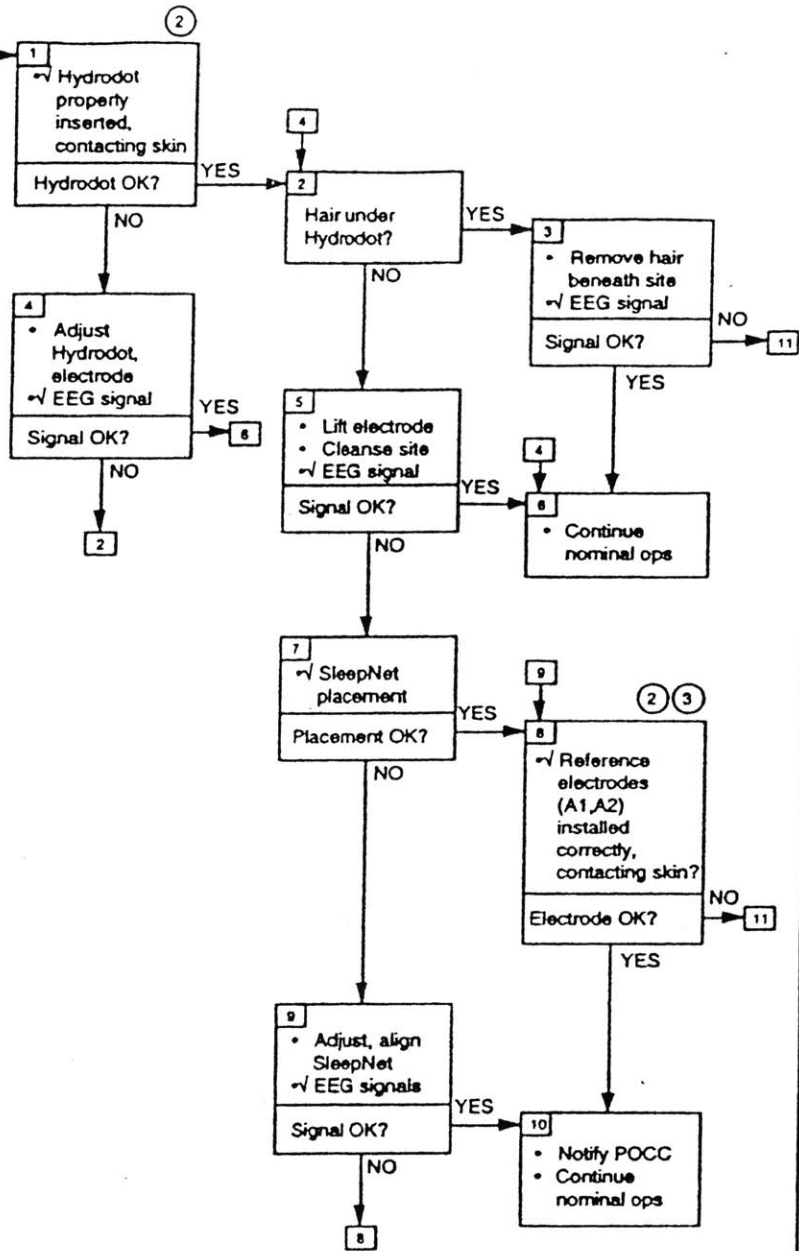 2
1
√ Hydrodot
property
inserted,
contacting skin
Hydrodot OK?
YES
NO
4
2
Hair under
Hydrodot?
YES
NO
3
• Remove hair
beneath site
√ EEG signal
Signal OK?
NO
11
YES
4
• Adjust
Hydrodot,
electrode
√ EEG signal
Signal OK?
YES
6
NO
2
5
• Lift electrode
• Cleanse site
√ EEG signal
Signal OK?
YES
NO
4
6
• Continue
nominal ops
7
√ SleepNet
placement
Placement OK?
YES
NO
9
2 3
8
√ Reference
electrodes
(A1,A2)
installed
correctly,
contacting skin?
Electrode OK?
NO
11
YES
9
• Adjust, align
SleepNet
√ EEG signals
Signal OK?
YES
NO
8
10
• Notify POCC
• Continue
nominal ops